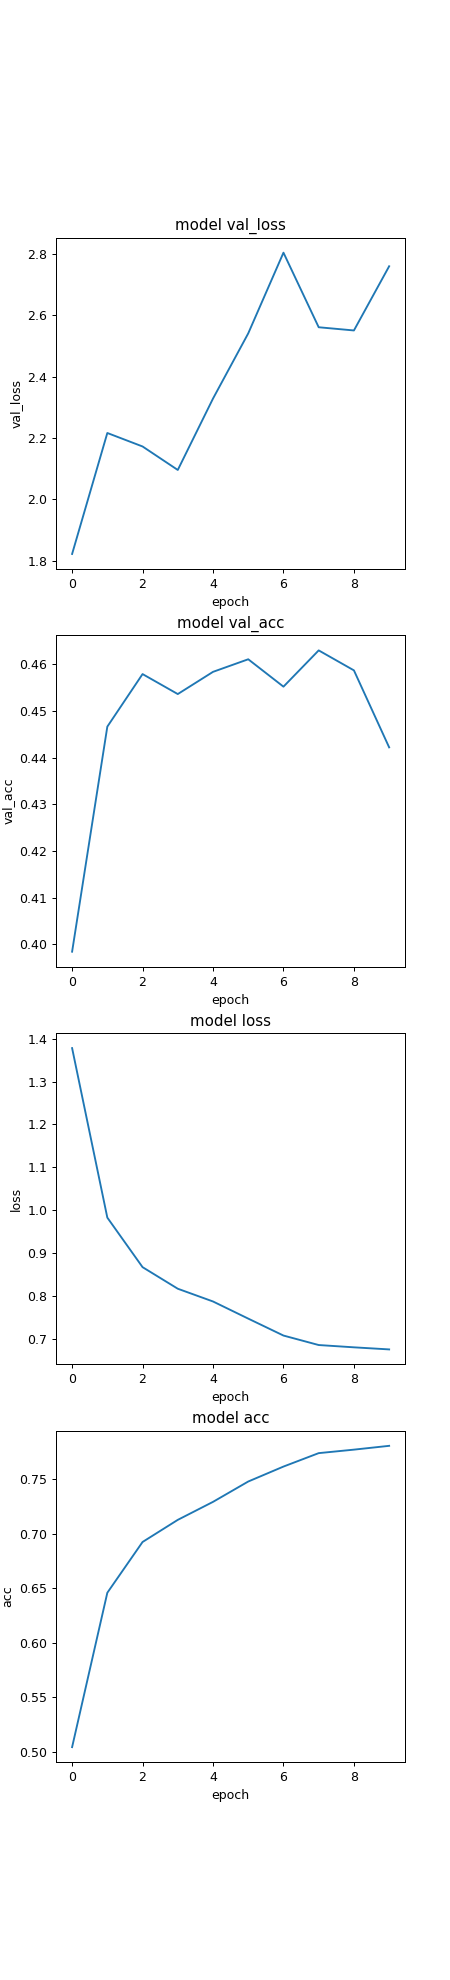 model val_loss
2.8
2.6
2.4
2.2
2.0
1.8
val_loss
0 2 4 6 8
epoch
model val_acc
0.46
0.45
0.44
0.43
0.42
0.41
0.40
val_acc
0 2 4 6 8
epoch
model loss
1.4
1.3
1.2
1.1
1.0
0.9
0.8
0.7
loss
0 2 4 6 8
epoch
model acc
0.75
0.70
0.65
0.60
0.55
0.50
acc
0 2 4 6 8
epoch